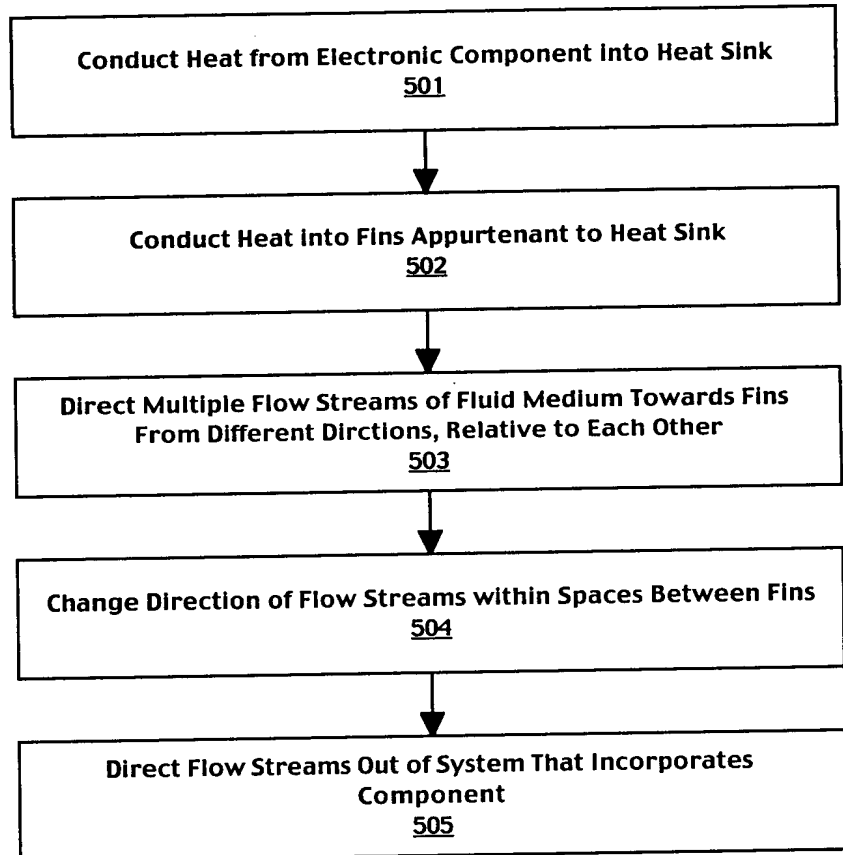 Conduct Heat from Electronic Component into Heat Sink
501
Conduct Heat into Fins Appurtenant to Heat Sink
502
Direct Multiple Flow Streams of Fluid Medium Towards Fins
From Different Dirctions, Relative to Each Other
503
Change Direction of Flow Streams within Spaces Between Fins
504
Direct Flow Streams Out of System That Incorporates
Component
505